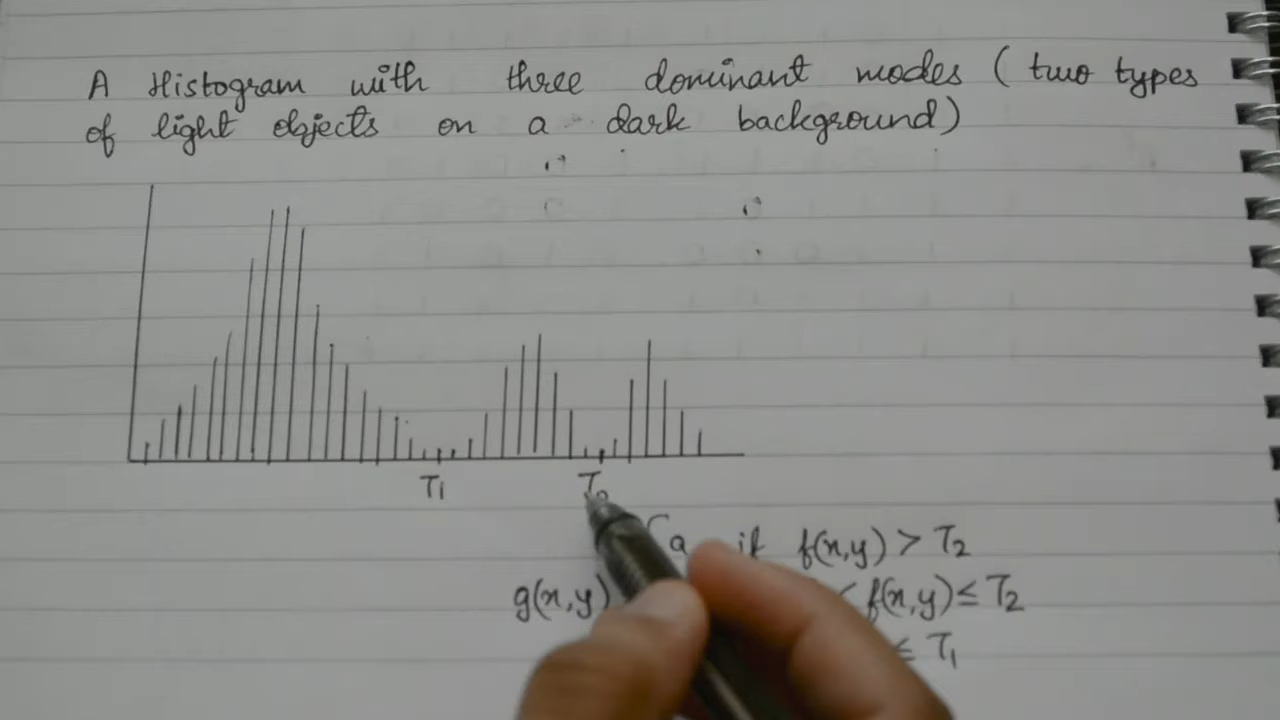 A Histogram with three dominant modes ( two types
of light objects on a dark background)
T1 T2
a if f(x,y) > T2
g(x,y) < f(x,y) ≤ T2
≤ T1